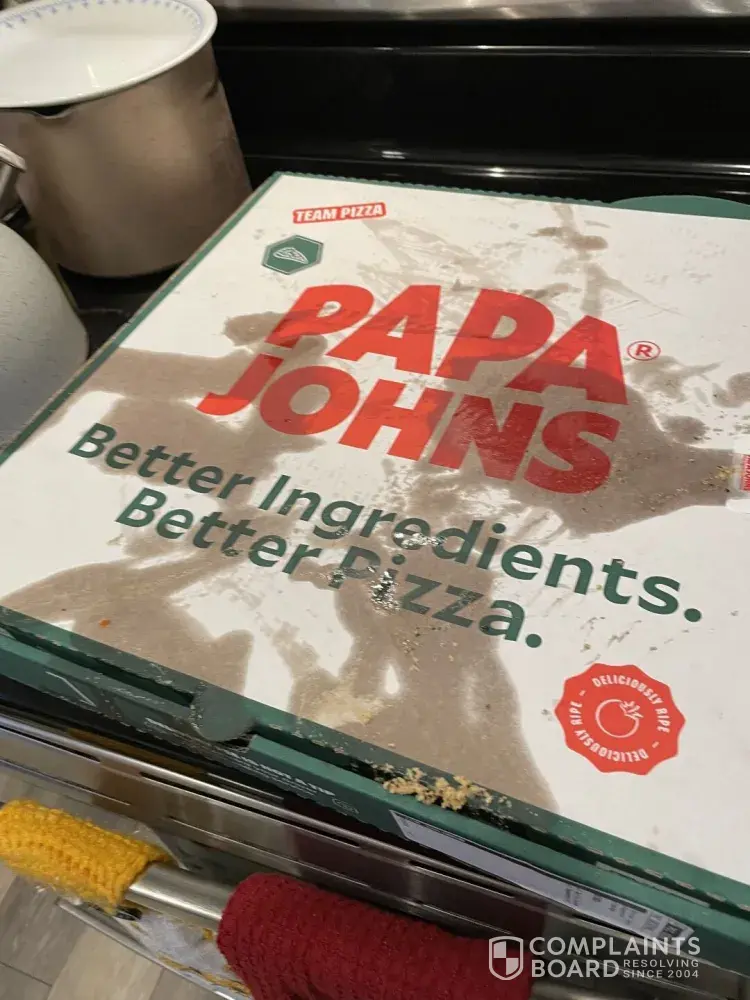 TEAM PIZZA
PAPA
JOHNS®
Better Ingredients.
Better Pizza.
DELICIOUSLY RIPE – DELICIOUSLY RIPE –
COMPLAINTS
BOARD RESOLVING
SINCE 2004